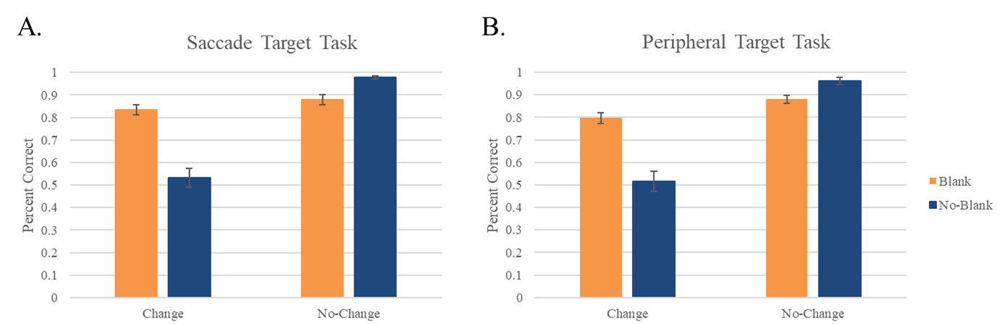 A.
Saccade Target Task
Percent Correct
1
0.9
0.8
0.7
0.6
0.5
0.4
0.3
0.2
0.1
0
Change
No-Change
B.
Peripheral Target Task
Percent Correct
1
0.9
0.8
0.7
0.6
0.5
0.4
0.3
0.2
0.1
0
Change
No-Change
Blank
No-Blank